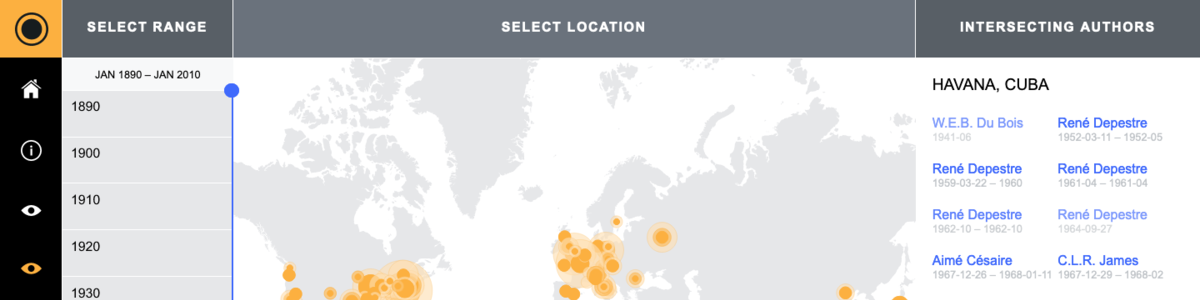 SELECT RANGE
SELECT LOCATION
INTERSECTING AUTHORS
JAN 1890 – JAN 2010
1890
1900
1910
1920
1930
HAVANA, CUBA
W.E.B. Du Bois
1941-06
René Depestre
1952-03-11 – 1952-05
René Depestre
1959-03-22 – 1960
René Depestre
1961-04 – 1961-04
René Depestre
1962-10 – 1962-10
René Depestre
1964-09-27
Aimé Césaire
1967-12-26 – 1968-01-11
C.L.R. James
1967-12-29 – 1968-02